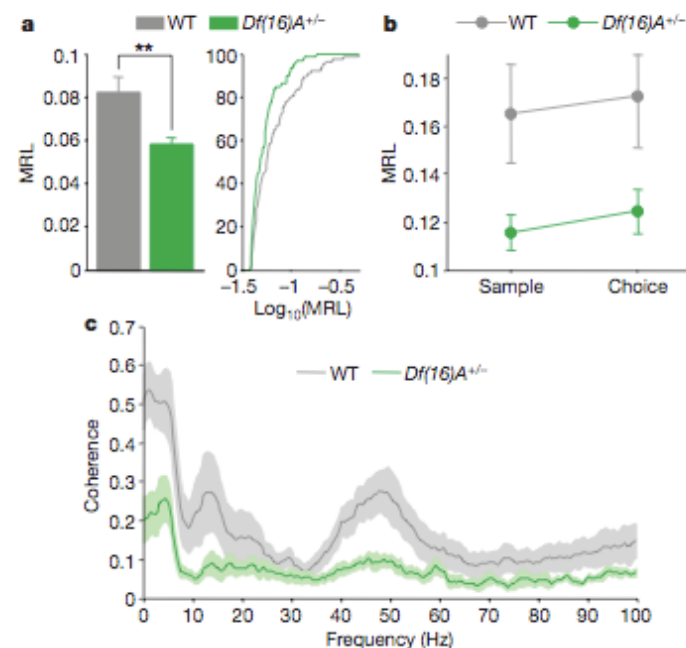 a
WT Df(16)A+/–
b
WT Df(16)A+/–
**
MRL
0.1
0.08
0.06
0.04
0.02
0
100
80
60
40
20
0
–1.5 –1 –0.5
Log10(MRL)
MRL
0.18
0.16
0.14
0.12
0.1
Sample Choice
c
WT Df(16)A+/–
Coherence
0.7
0.6
0.5
0.4
0.3
0.2
0.1
0
0 10 20 30 40 50 60 70 80 90 100
Frequency (Hz)